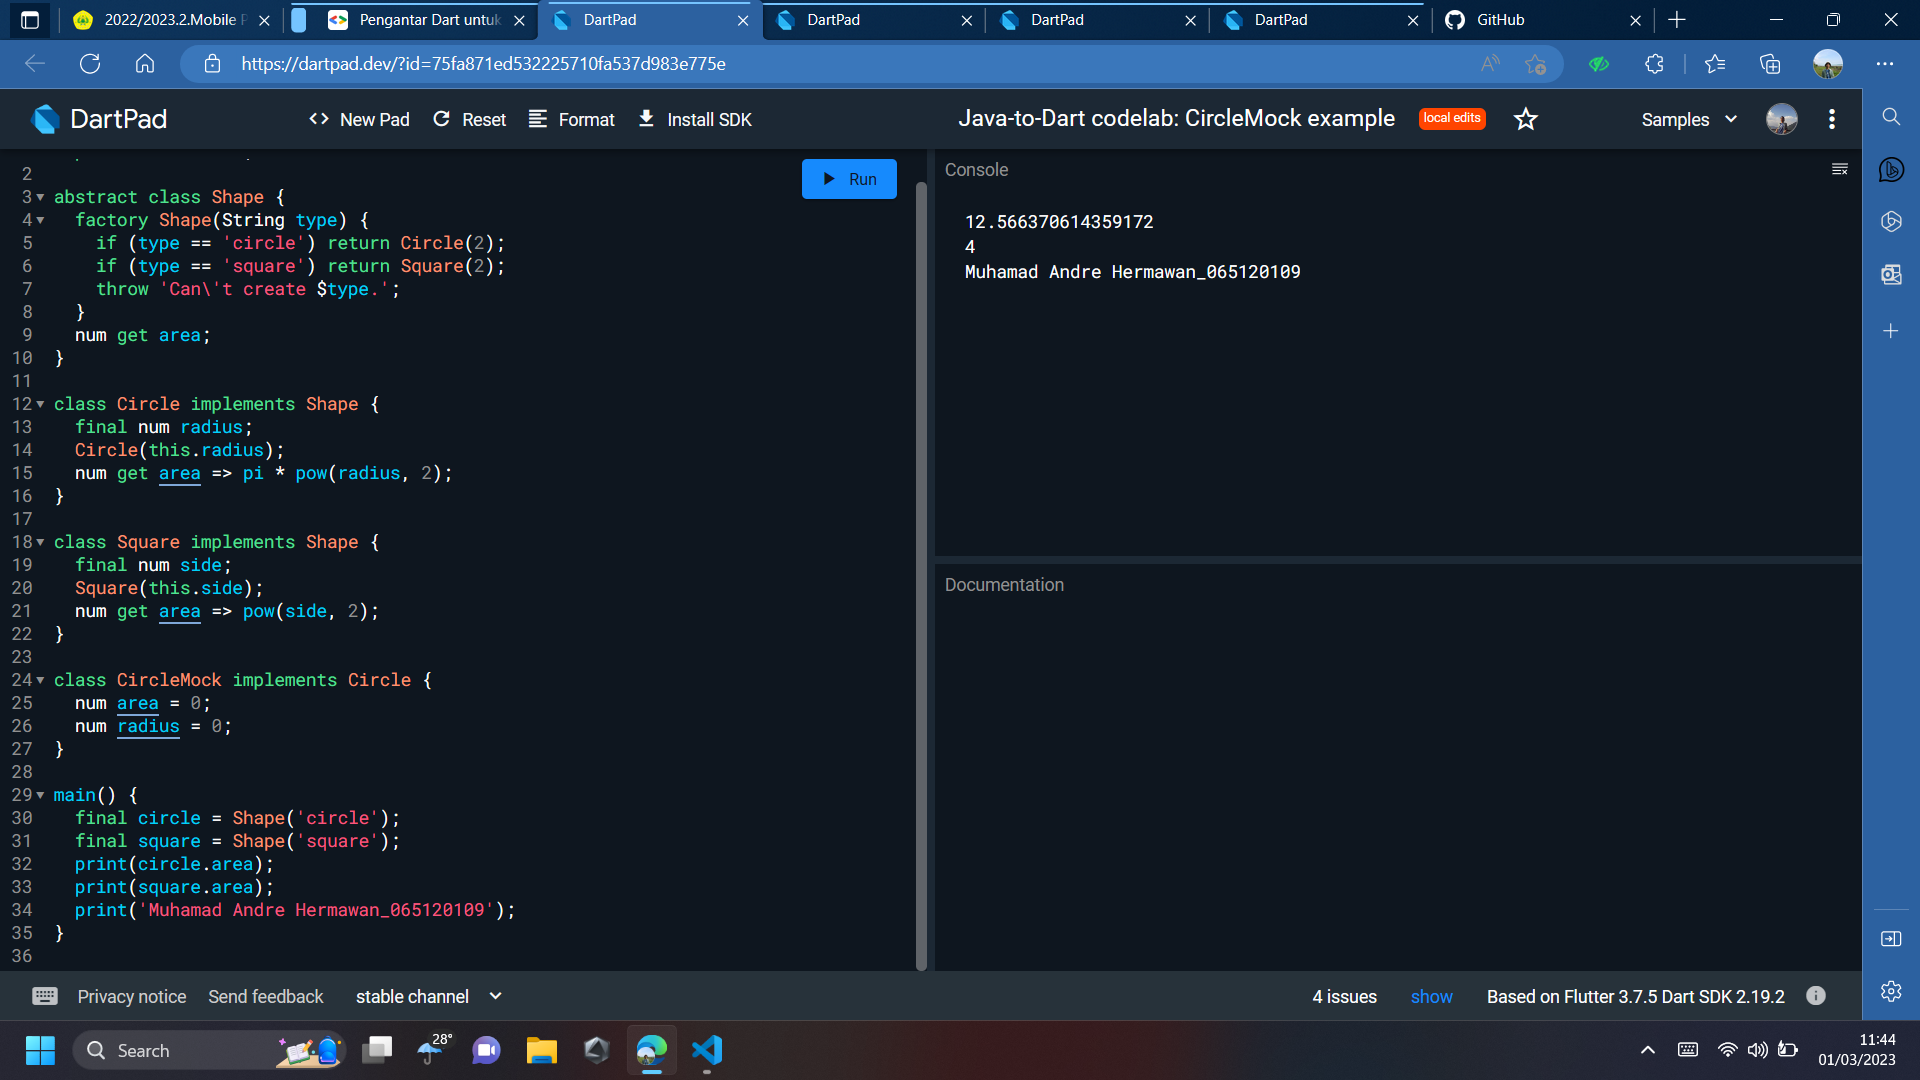 2022/2023.2.Mobile P
Pengantar Dart untuk
DartPad
DartPad
DartPad
DartPad
GitHub
https://dartpad.dev/?id=75fa871ed532225710fa537d983e775e
DartPad
<> New Pad
Reset
Format
Install SDK
Java-to-Dart codelab: CircleMock example
local edits
Samples
Run
2
3 abstract class Shape {
4   factory Shape(String type) {
5     if (type == 'circle') return Circle(2);
6     if (type == 'square') return Square(2);
7     throw 'Can\'t create $type.';
8   }
9   num get area;
10 }
11
12 class Circle implements Shape {
13   final num radius;
14   Circle(this.radius);
15   num get area => pi * pow(radius, 2);
16 }
17
18 class Square implements Shape {
19   final num side;
20   Square(this.side);
21   num get area => pow(side, 2);
22 }
23
24 class CircleMock implements Circle {
25   num area = 0;
26   num radius = 0;
27 }
28
29 main() {
30   final circle = Shape('circle');
31   final square = Shape('square');
32   print(circle.area);
33   print(square.area);
34   print('Muhamad Andre Hermawan_065120109');
35 }
36
Console
12.566370614359172
4
Muhamad Andre Hermawan_065120109
Documentation
Privacy notice
Send feedback
stable channel
4 issues
show
Based on Flutter 3.7.5 Dart SDK 2.19.2
Search
28°
11:44
01/03/2023